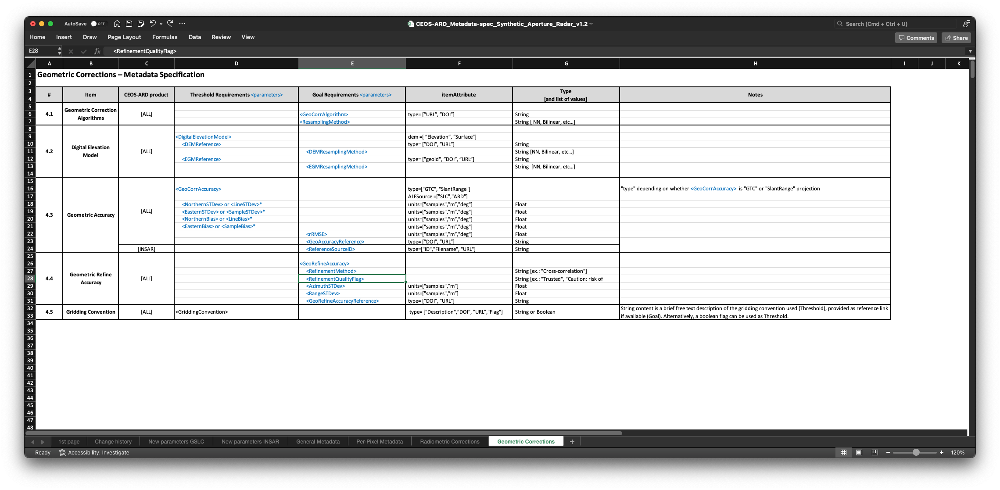 AutoSave OFF
CEOS-ARD_Metadata-spec_Synthetic_Aperture_Radar_v1.2
Search (Cmd + Ctrl + U)
Home Insert Draw Page Layout Formulas Data Review View
Comments Share
E28 fx <RefinementQualityFlag>
A B C D E F G H I J K
1 Geometric Corrections – Metadata Specification
2
3 Type
# Item CEOS-ARD product Threshold Requirements <parameters> Goal Requirements <parameters> itemAttribute Notes
4 [and list of values]
5 Geometric Correction
6 4.1 [ALL] <GeoCorrAlgorithm> type= ["URL", "DOI"] String
Algorithms
7 <ResamplingMethod> String [ NN, Bilinear, etc...]
8
9 <DigitalElevationModel> dem =[ "Elevation", "Surface"]
10 Digital Elevation <DEMReference> type= ["DOI", "URL"] String
11 4.2 [ALL] <DEMResamplingMethod> String [NN, Bilinear, etc...]
Model
12 <EGMReference> type= ["geoid", "DOI", "URL"] String
13 <EGMResamplingMethod> String [NN, Bilinear, etc...]
14
15
16 <GeoCorrAccuracy> type=["GTC", "SlantRange"] "type" depending on whether <GeoCorrAccuracy> is "GTC" or "SlantRange" projection
17 ALESource =["SLC","ARD"]
18 <NorthernSTDev> or <LineSTDev>* units=["samples","m","deg"] Float
19 [ALL] <EasternSTDev> or <SampleSTDev>* units=["samples","m","deg"] Float
4.3 Geometric Accuracy
20 <NorthernBias> or <LineBias>* units=["samples","m","deg"] Float
21 <EasternBias> or <SampleBias>* units=["samples","m","deg"] Float
22 <rRMSE> units=["samples","m","deg"] Float
23 <GeoAccuracyReference> type= ["DOI", "URL"] String
24 [INSAR] <ReferenceSourceID> type=["ID","Filename", "URL"] String
25
26 <GeoRefineAccuracy>
27 <RefinementMethod> String [ex.: "Cross-correlation"]
Geometric Refine
28 4.4 [ALL] <RefinementQualityFlag> String [ex.: "Trusted", "Caution: risk of
Accuracy
29 <AzimuthSTDev> units=["samples","m"] Float
30 <RangeSTDev> units=["samples","m"] Float
31 <GeoRefineAccuracyReference> type= ["DOI", "URL"] String
32 String content is a brief free text description of the gridding convention used (Threshold), provided as reference link
4.5 Gridding Convention [ALL] <GriddingConvention> type= ["Description","DOI", "URL","Flag"] String or Boolean
33 if available (Goal). Alternatively, a boolean flag can be used as Threshold.
34
35
36
37
38
39
40
41
42
43
44
45
46
47
48
1st page Change history New parameters GSLC New parameters INSAR General Metadata Per-Pixel Metadata Radiometric Corrections Geometric Corrections +
Ready Accessibility: Investigate
− + 120%